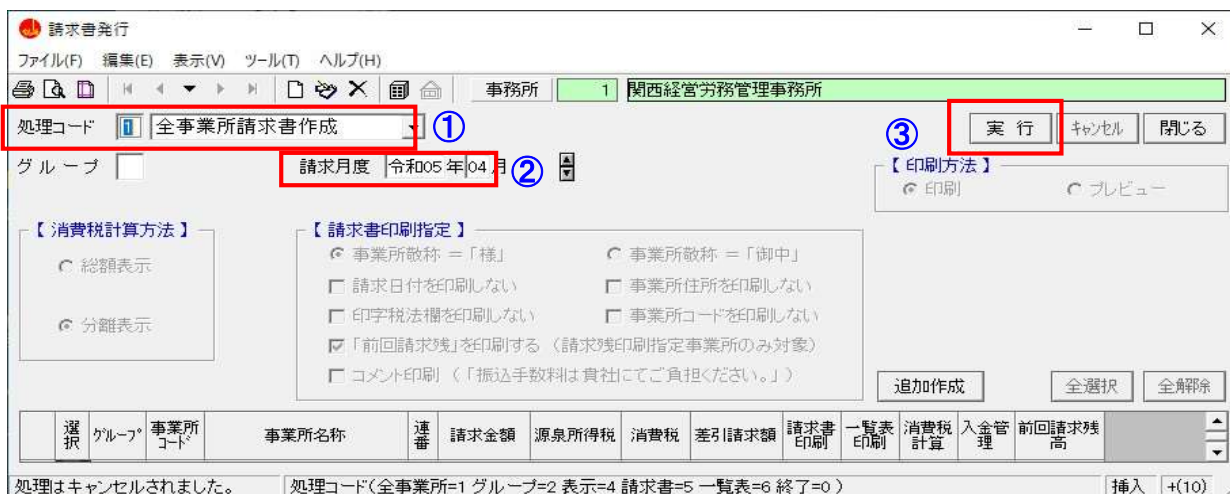 請求書発行
ファイル(F) 編集(E) 表示(V) ツール(T) ヘルプ(H)
事務所 1 関西経営労務管理事務所
処理コード 1 全事業所請求書作成 ① ③ 実 行 キャンセル 閉じる
グループ 請求月度 令和05年04月 ② 【 印刷方法 】
印刷 プレビュー
【 消費税計算方法 】 【 請求書印刷指定 】
総額表示 事業所敬称 =「様」 事業所敬称 =「御中」
請求日付を印刷しない 事業所住所を印刷しない
分離表示 印字税法欄を印刷しない 事業所コードを印刷しない
「前回請求残」を印刷する (請求残印刷指定事業所のみ対象)
コメント印刷 (「振込手数料は貴社にてご負担ください。」)
追加作成 全選択 全解除
選択 グループ 事業所コード 事業所名称 連番 請求金額 源泉所得税 消費税 差引請求額 請求書印刷 一覧表印刷 消費税計算 入金管理 前回請求残高
処理はキャンセルされました。 処理コード(全事業所=1 グループ=2 表示=4 請求書=5 一覧表=6 終了=0 ) 挿入 +(10)